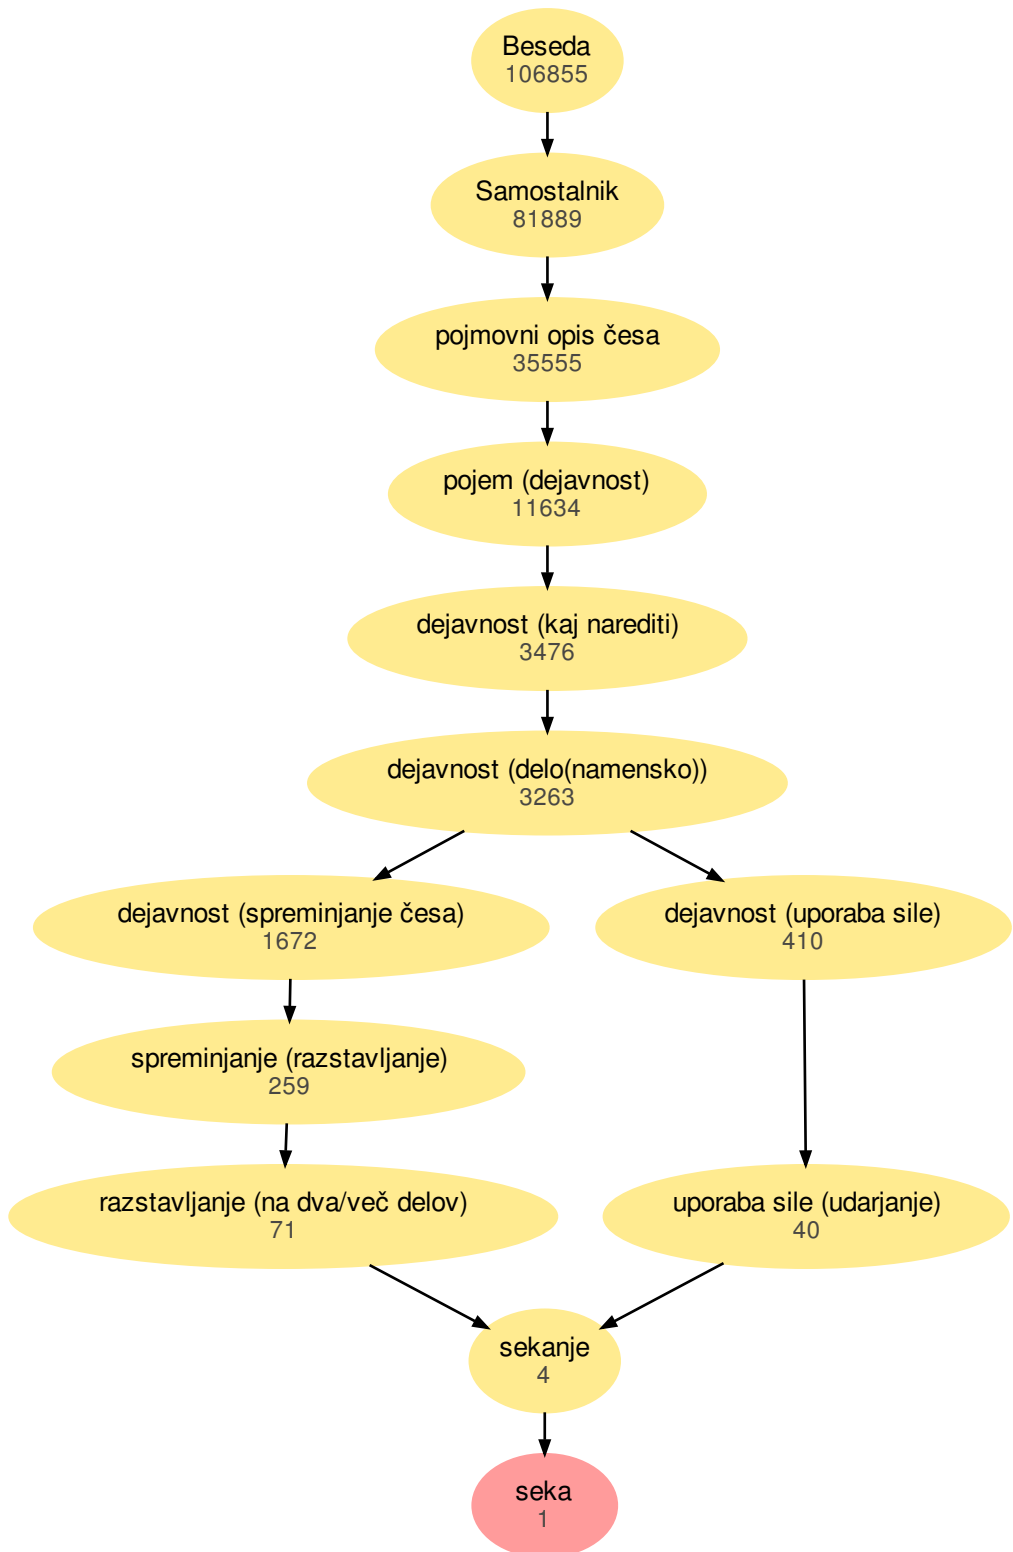 Beseda
106855
Samostalnik
81889
pojmovni opis česa
35555
pojem (dejavnost)
11634
dejavnost (kaj narediti)
3476
dejavnost (delo(namensko))
3263
dejavnost (spreminjanje česa)
1672
dejavnost (uporaba sile)
410
spreminjanje (razstavljanje)
259
razstavljanje (na dva/več delov)
71
uporaba sile (udarjanje)
40
sekanje
4
seka
1